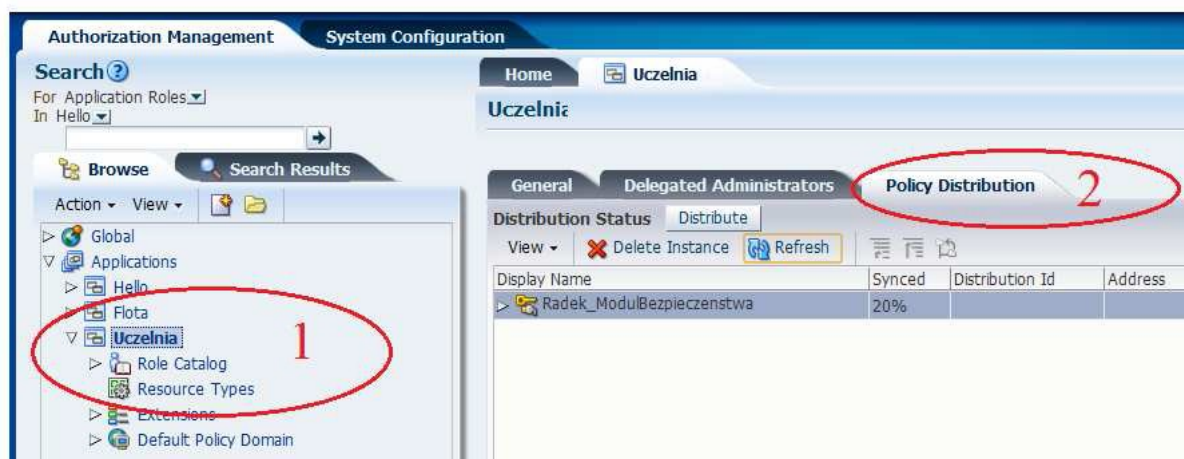 Authorization Management System Configuration
Search
For Application Roles
In Hello
Browse Search Results
Action View
Global
Applications
Hello
Flota
Uczelnia
Role Catalog
Resource Types
Extensions
Default Policy Domain
1
Home Uczelnia
Uczelnia
General Delegated Administrators Policy Distribution
2
Distribution Status Distribute
View Delete Instance Refresh
Display Name Synced Distribution Id Address
Radek_ModulBezpieczenstwa 20%